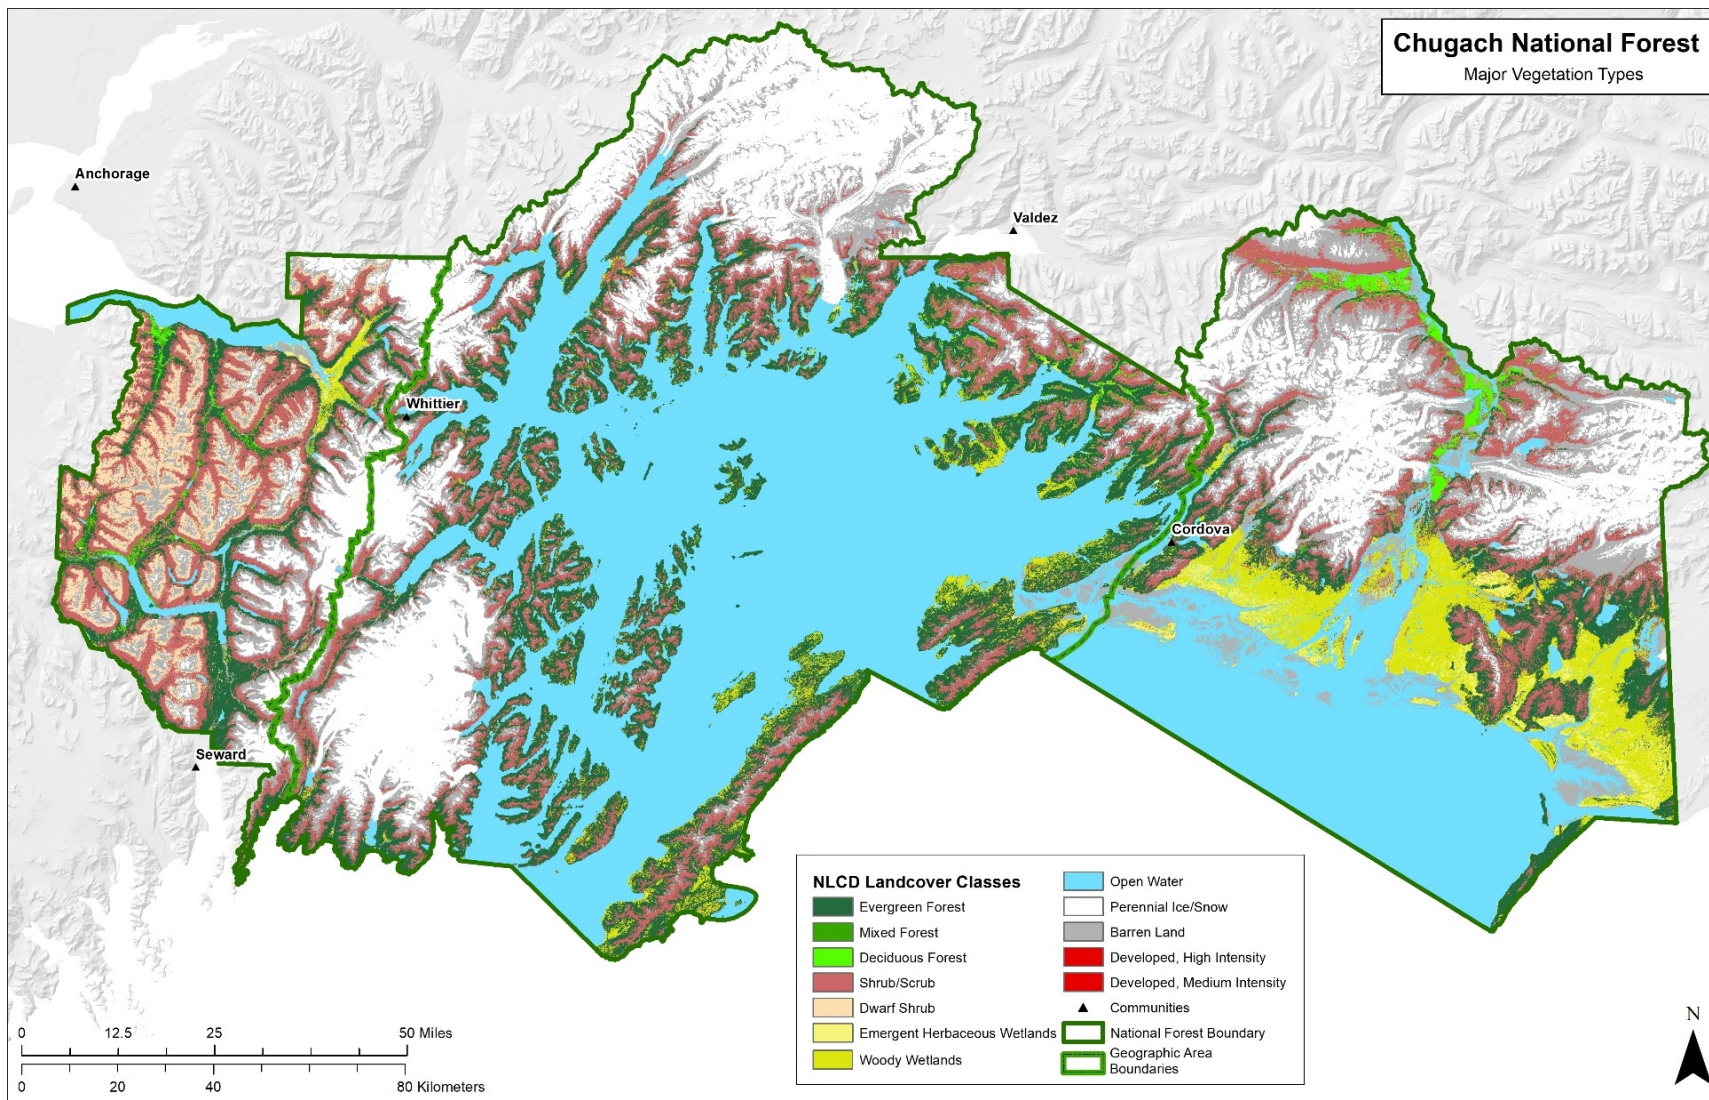 Chugach National Forest
Major Vegetation Types
Anchorage
Valdez
Whittier
Cordova
Seward
NLCD Landcover Classes
Evergreen Forest
Mixed Forest
Deciduous Forest
Shrub/Scrub
Dwarf Shrub
Emergent Herbaceous Wetlands
Woody Wetlands
Open Water
Perennial Ice/Snow
Barren Land
Developed, High Intensity
Developed, Medium Intensity
Communities
National Forest Boundary
Geographic Area
Boundaries
0 12.5 25 50 Miles
0 20 40 80 Kilometers
N